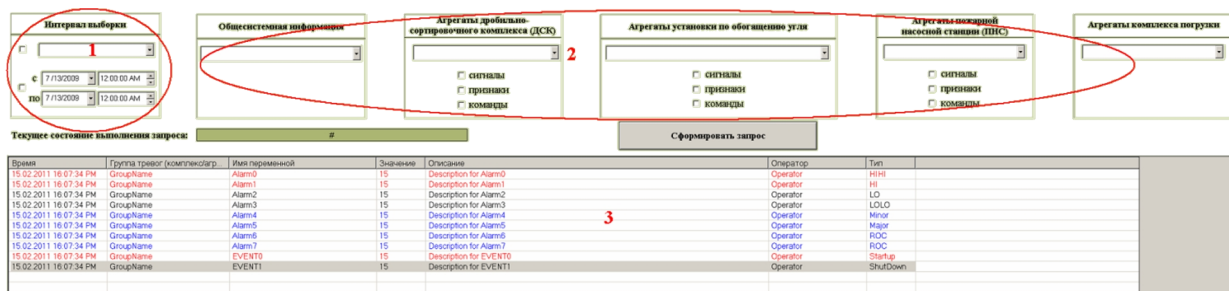 Интервал выборки
1
с 7/13/2009 12:00:00 AM
по 7/13/2009 12:00:00 AM
Общесистемная информация
Агрегаты дробильно-
сортировочного комплекса (ДСК)
сигналы
признаки
команды
2
Агрегаты установки по обогащению угля
сигналы
признаки
команды
Агрегаты пожарной
насосной станции (ПНС)
сигналы
признаки
команды
Агрегаты комплекса погрузки
Текущее состояние выполнения запроса: # Сформировать запрос
Время Группа тревог (комплекс/агр... Имя переменной Значение Описание Оператор Тип
15.02.2011 16:07:34 PM GroupName Alarm0 15 Description for Alarm0 Operator HIHI
15.02.2011 16:07:34 PM GroupName Alarm1 15 Description for Alarm1 Operator HI
15.02.2011 16:07:34 PM GroupName Alarm2 15 Description for Alarm2 Operator LO
15.02.2011 16:07:34 PM GroupName Alarm3 15 Description for Alarm3 Operator LOLO
15.02.2011 16:07:34 PM GroupName Alarm4 15 Description for Alarm4 Operator Minor
15.02.2011 16:07:34 PM GroupName Alarm5 15 Description for Alarm5 Operator Major
15.02.2011 16:07:34 PM GroupName Alarm6 15 Description for Alarm6 Operator ROC
15.02.2011 16:07:34 PM GroupName Alarm7 15 Description for Alarm7 Operator ROC
15.02.2011 16:07:34 PM GroupName EVENT0 15 Description for EVENT0 Operator Startup
15.02.2011 16:07:34 PM GroupName EVENT1 15 Description for EVENT1 Operator ShutDown
3